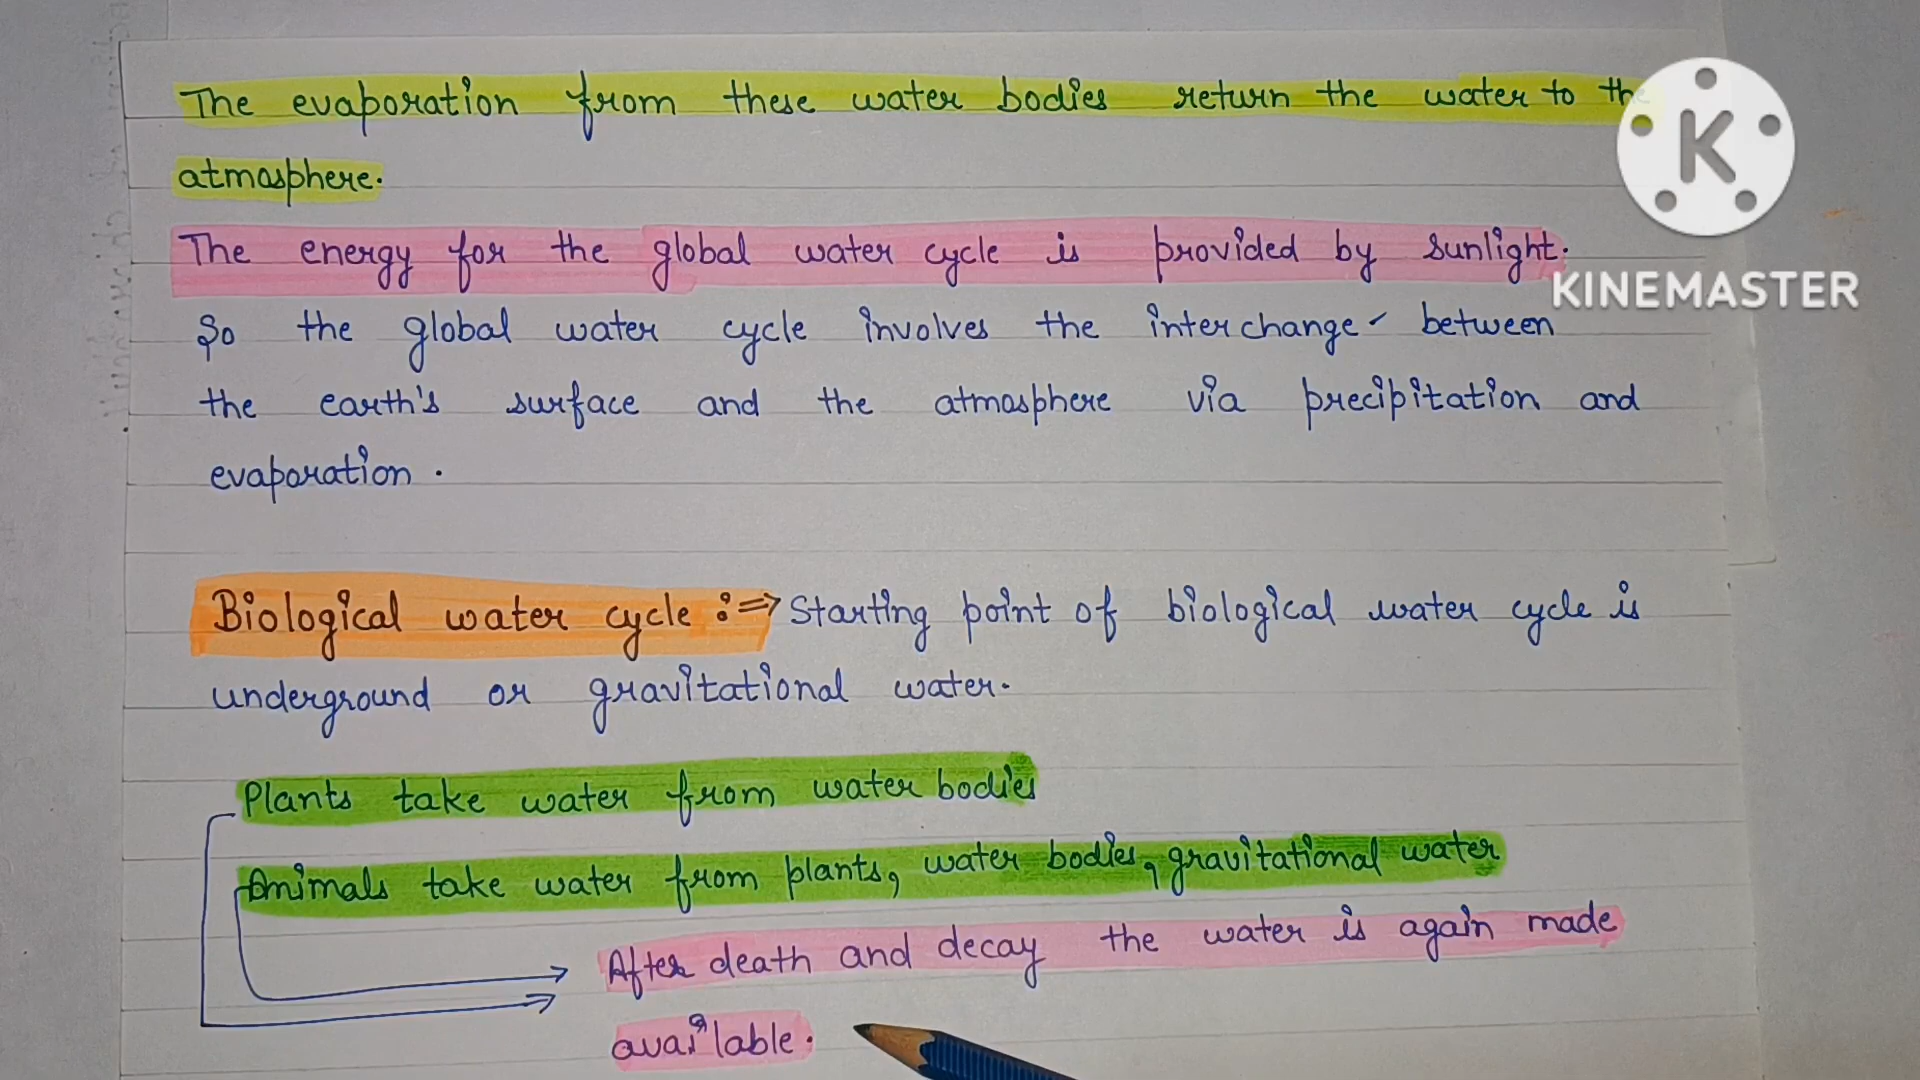 The evaporation from these water bodies return the water to the
atmosphere.
The energy for the global water cycle is provided by sunlight.
So the global water cycle involves the interchange between
the earth's surface and the atmosphere via precipitation and
evaporation.
Biological water cycle :⇒ Starting point of biological water cycle is
underground or gravitational water.
Plants take water from water bodies
Animals take water from plants, water bodies, gravitational water
After death and decay the water is again made
available.
K
KINEMASTER